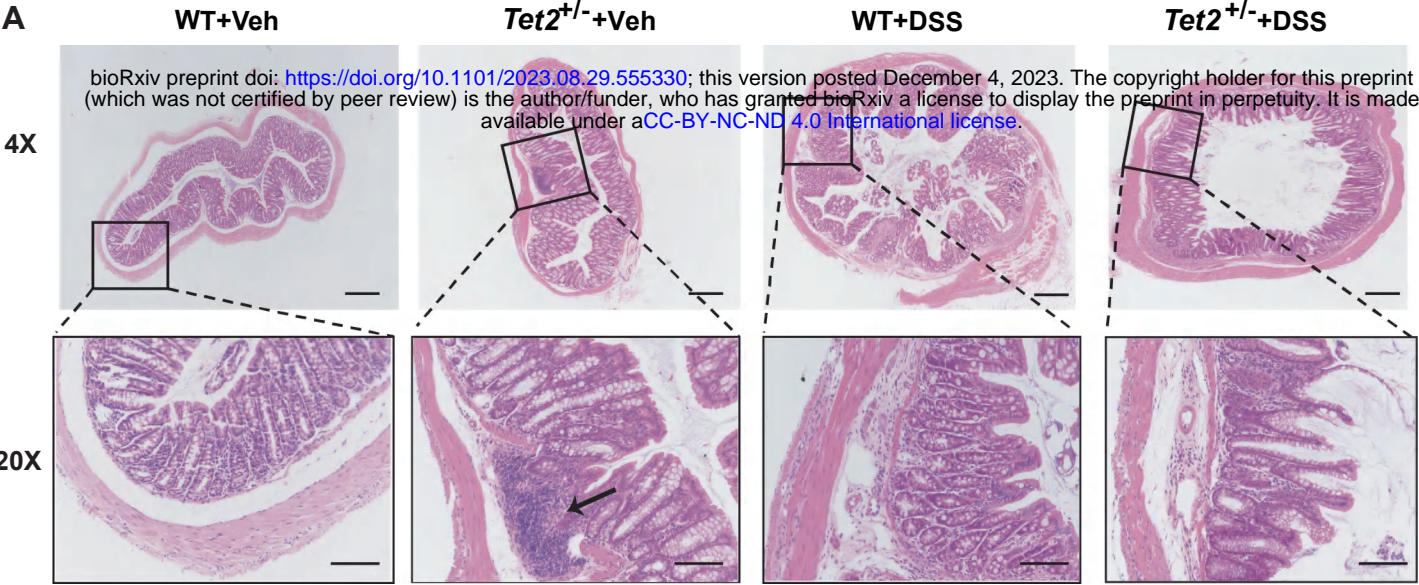 A
WT+Veh
Tet2+/-+Veh
WT+DSS
Tet2+/-+DSS
bioRxiv preprint doi: https://doi.org/10.1101/2023.08.29.555330; this version posted December 4, 2023. The copyright holder for this preprint
(which was not certified by peer review) is the author/funder, who has granted bioRxiv a license to display the preprint in perpetuity. It is made
available under aCC-BY-NC-ND 4.0 International license.
4X
20X